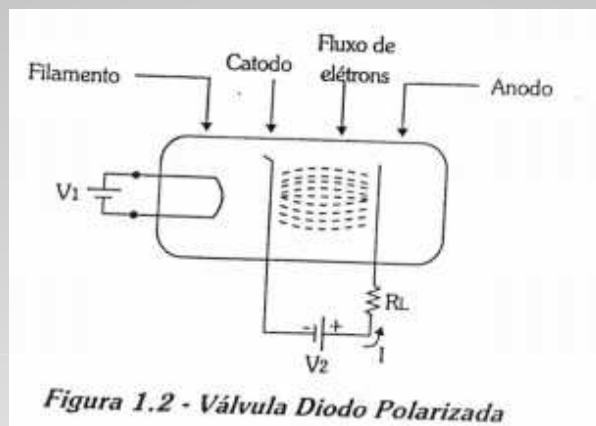 Filamento
Catodo
Fluxo de
elétrons
Anodo
V1
RL
- +
V2
I
Figura 1.2 - Válvula Diodo Polarizada